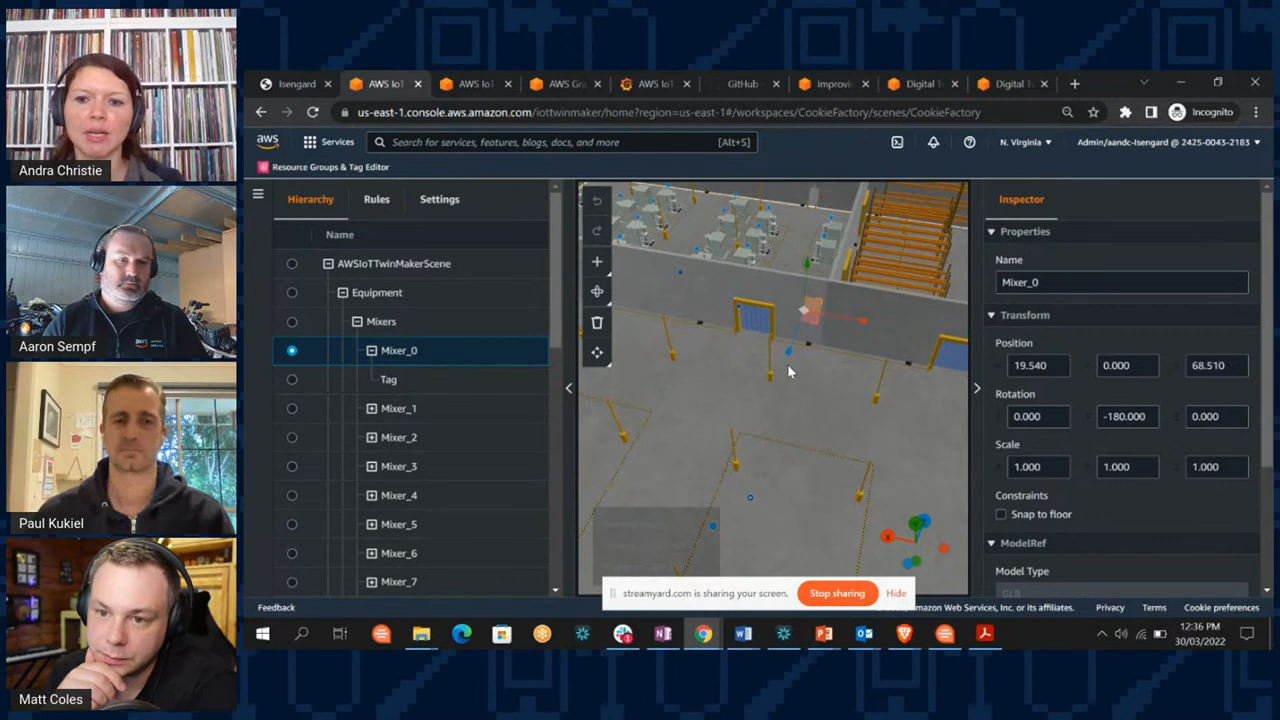 Andra Christie
Aaron Sempf
Paul Kukiel
Matt Coles
Isengard
AWS IoT
AWS IoT
AWS Gra
AWS IoT
GitHub
Improvi
Digital T
Digital T
us-east-1.console.aws.amazon.com/iottwinmaker/home?region=us-east-1#/workspaces/CookieFactory/scenes/CookieFactory
Incognito
aws
Services
Search for services, features, blogs, docs, and more
[Alt+S]
N. Virginia
Admin/aandc-Isengard @ 2425-0043-2183
Resource Groups & Tag Editor
Hierarchy
Rules
Settings
Name
AWSIoTTwinMakerScene
Equipment
Mixers
Mixer_0
Tag
Mixer_1
Mixer_2
Mixer_3
Mixer_4
Mixer_5
Mixer_6
Mixer_7
Y
Z
X
Inspector
Properties
Name
Mixer_0
Transform
Position
19.540
0.000
68.510
Rotation
0.000
-180.000
0.000
Scale
1.000
1.000
1.000
Constraints
Snap to floor
ModelRef
Model Type
GLB
streamyard.com is sharing your screen.
Stop sharing
Hide
Feedback
Amazon Web Services, Inc. or its affiliates.
Privacy
Terms
Cookie preferences
12:36 PM
30/03/2022